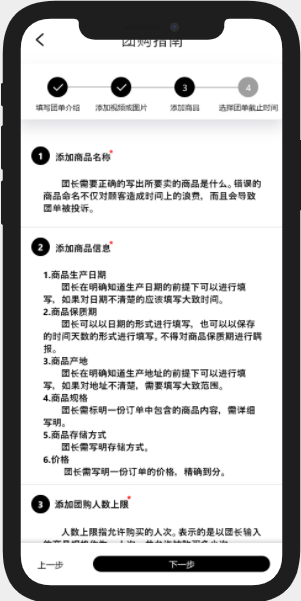 团购指南
3
4
填写团单介绍
添加视频或图片
添加商品
选择团单截止时间
1 添加商品名称*
团长需要正确的写出所要卖的商品是什么。错误的
商品命名不仅对顾客造成时间上的浪费，而且会导致
团单被投诉。
2 添加商品信息*
1.商品生产日期
团长在明确知道生产日期的前提下可以进行填
写，如果对日期不清楚的应该填写大致时间。
2.商品保质期
团长可以以日期的形式进行填写，也可以以保存
的时间天数的形式进行填写。不得对商品保质期进行瞒
报。
3.商品产地
团长在明确知道生产地址的前提下可以进行填
写，如果对地址不清楚，需要填写大致范围。
4.商品规格
团长需标明一份订单中包含的商品内容，需详细
写明。
5.商品存储方式
团长需写明存储方式。
6.价格
团长需写明一份订单的价格，精确到分。
3 添加团购人数上限*
人数上限指允许购买的人次。表示的是以团长输入
上一步
下一步